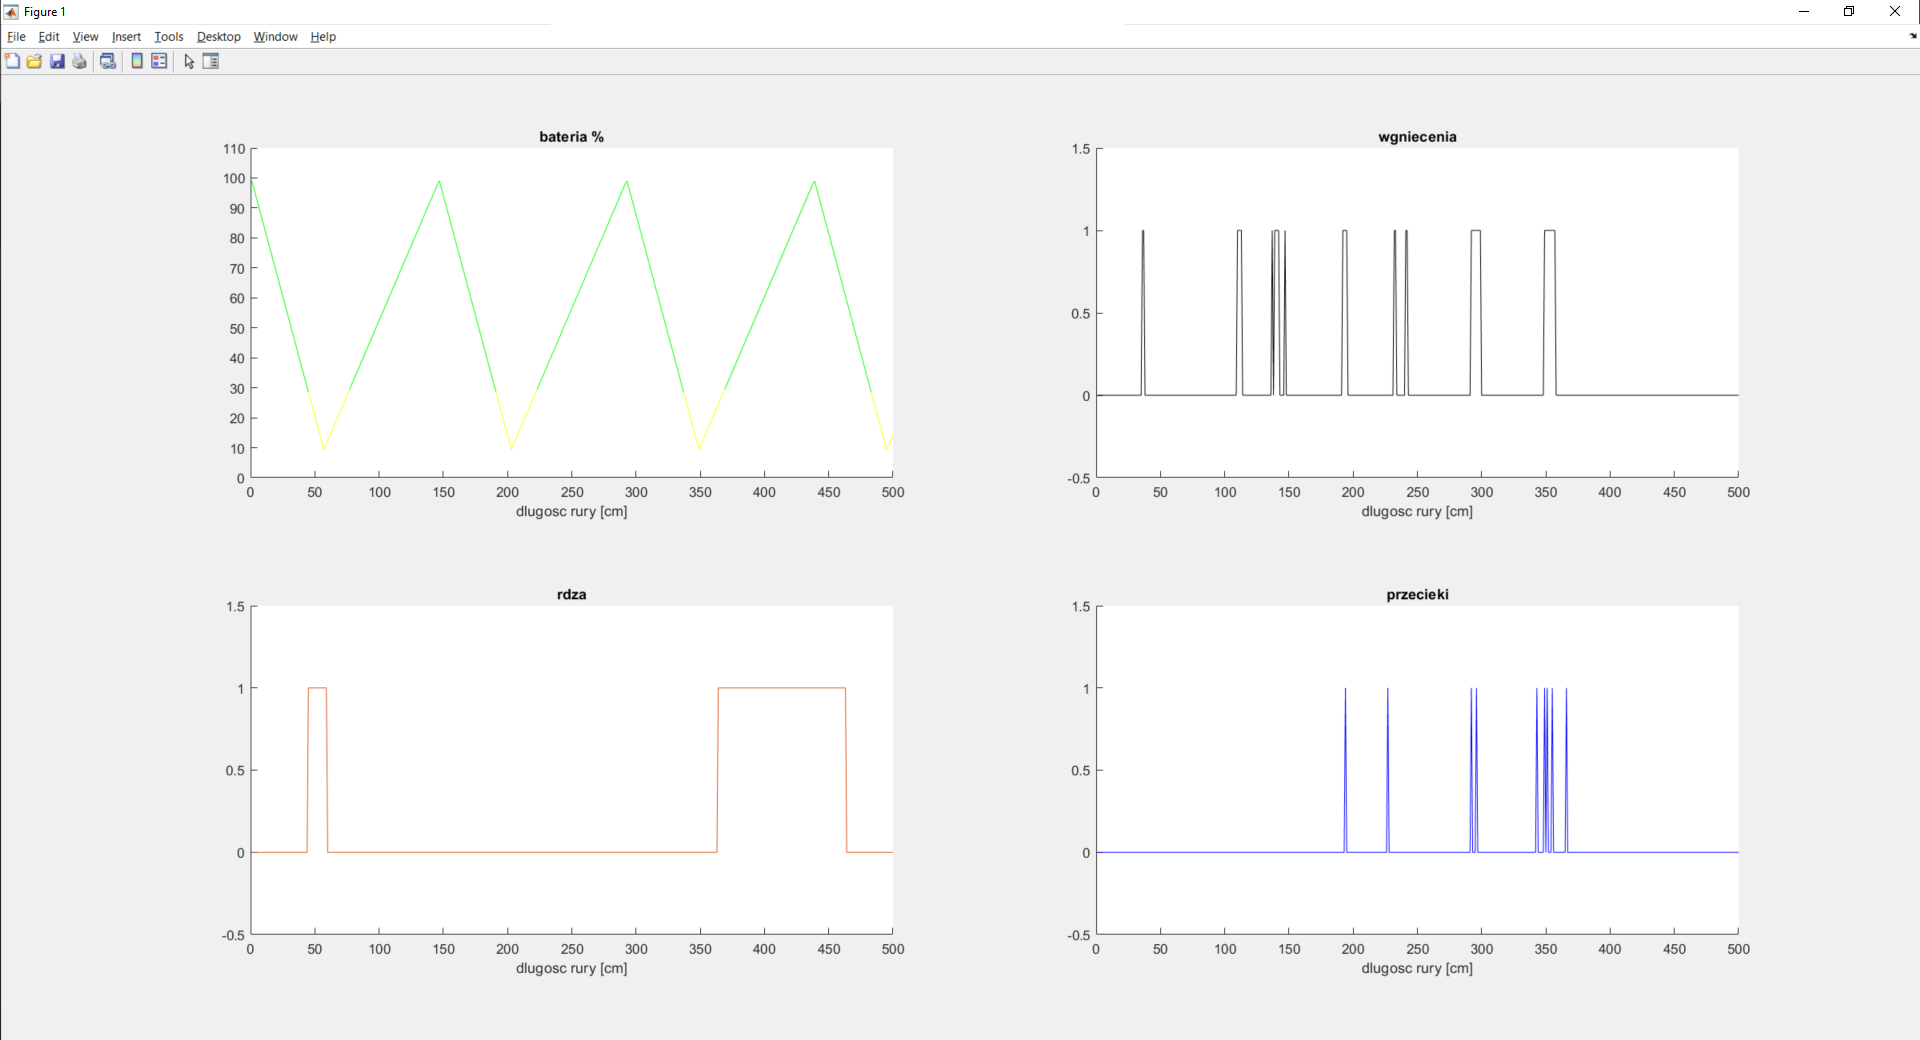 Figure 1
File Edit View Insert Tools Desktop Window Help
bateria %
110
100
90
80
70
60
50
40
30
20
10
0
0 50 100 150 200 250 300 350 400 450 500
dlugosc rury [cm]
wgniecenia
1.5
1
0.5
0
-0.5
0 50 100 150 200 250 300 350 400 450 500
dlugosc rury [cm]
rdza
1.5
1
0.5
0
-0.5
0 50 100 150 200 250 300 350 400 450 500
dlugosc rury [cm]
przecieki
1.5
1
0.5
0
-0.5
0 50 100 150 200 250 300 350 400 450 500
dlugosc rury [cm]